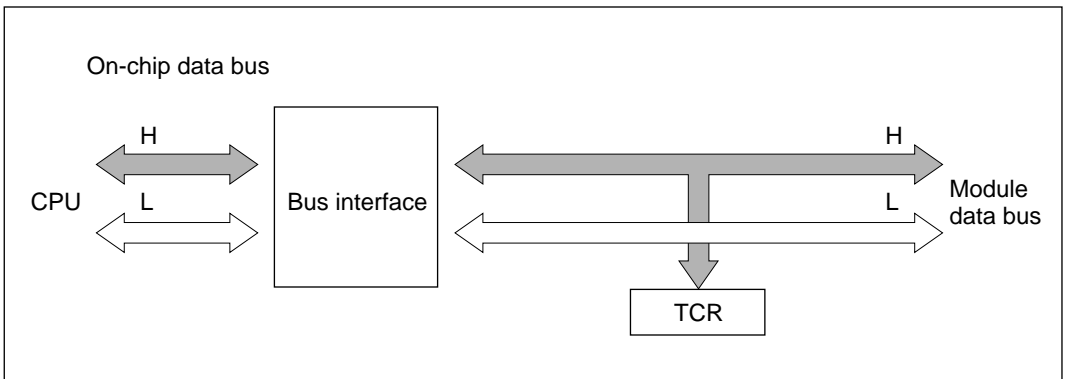 On-chip data bus
H
H
CPU
L
Bus interface
L
Module
data bus
TCR